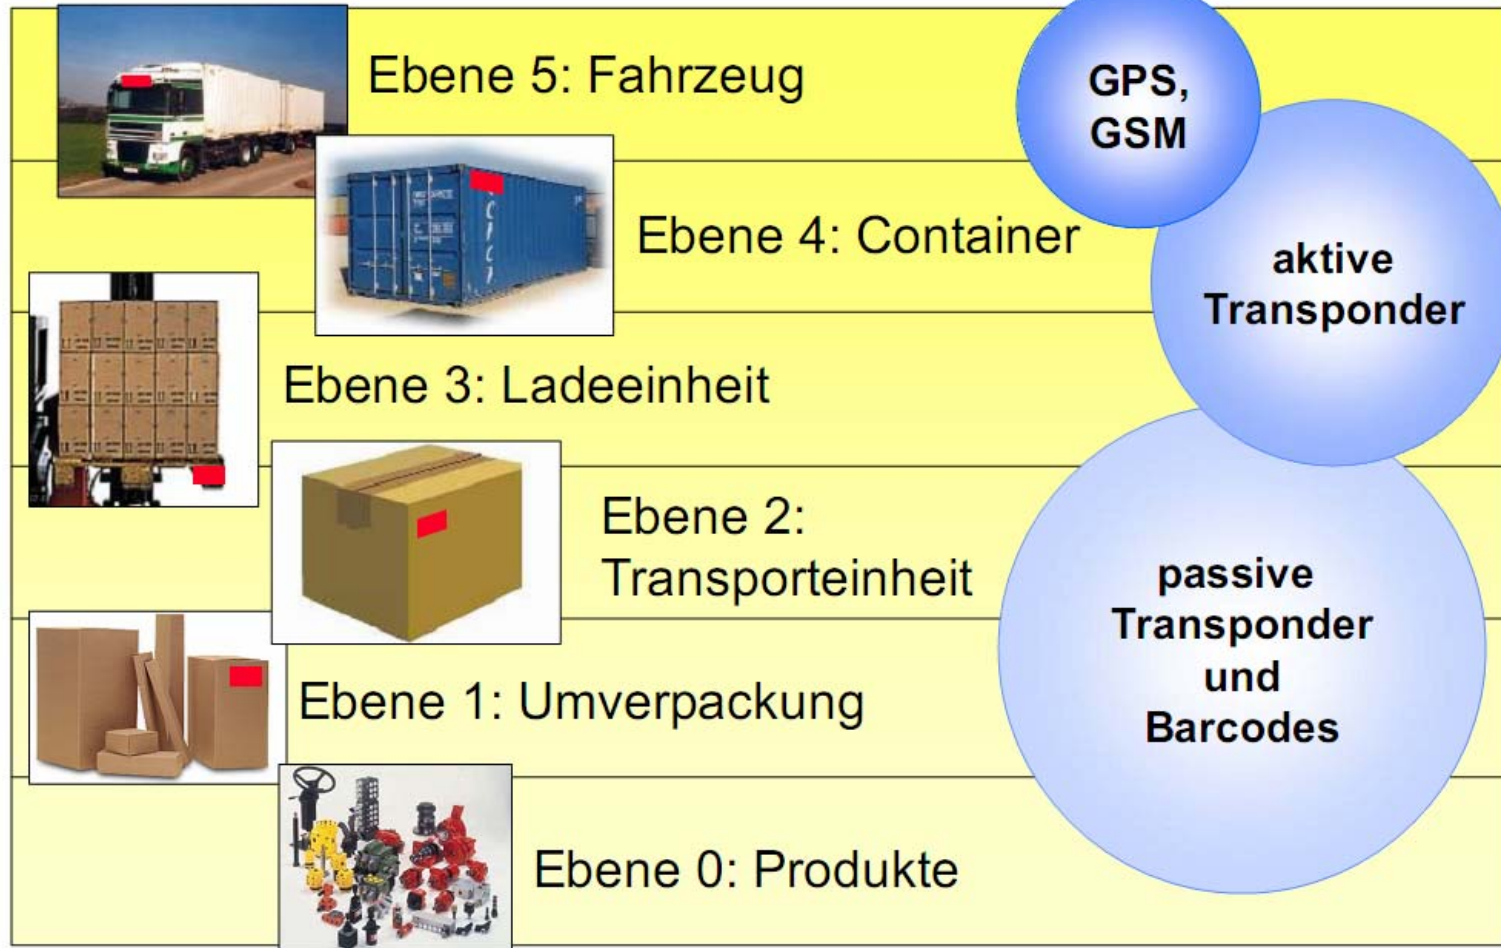 Ebene 5: Fahrzeug
GPS,
GSM
Ebene 4: Container
aktive
Transponder
Ebene 3: Ladeeinheit
Ebene 2:
Transporteinheit
passive
Transponder
und
Barcodes
Ebene 1: Umverpackung
Ebene 0: Produkte